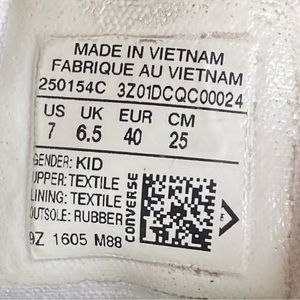 MADE IN VIETNAM
FABRIQUE AU VIETNAM
250154C 3Z01DCQC00024
US UK EUR CM
7 6.5 40 25
GENDER: KID
UPPER: TEXTILE
LINING: TEXTILE
OUTSOLE: RUBBER
9Z 1605 M88
CONVERSE